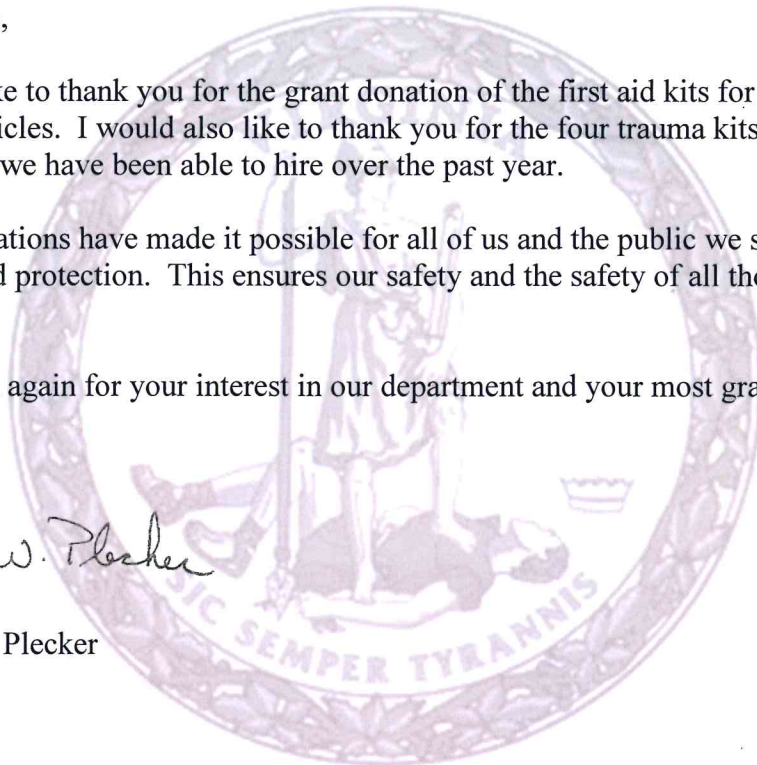 ,
ke to thank you for the grant donation of the first aid kits for
icles. I would also like to thank you for the four trauma kits
we have been able to hire over the past year.
ations have made it possible for all of us and the public we s
d protection. This ensures our safety and the safety of all the
again for your interest in our department and your most gra
W. Plecker
Plecker
VIRGINIA
SIC SEMPER TYRANNIS